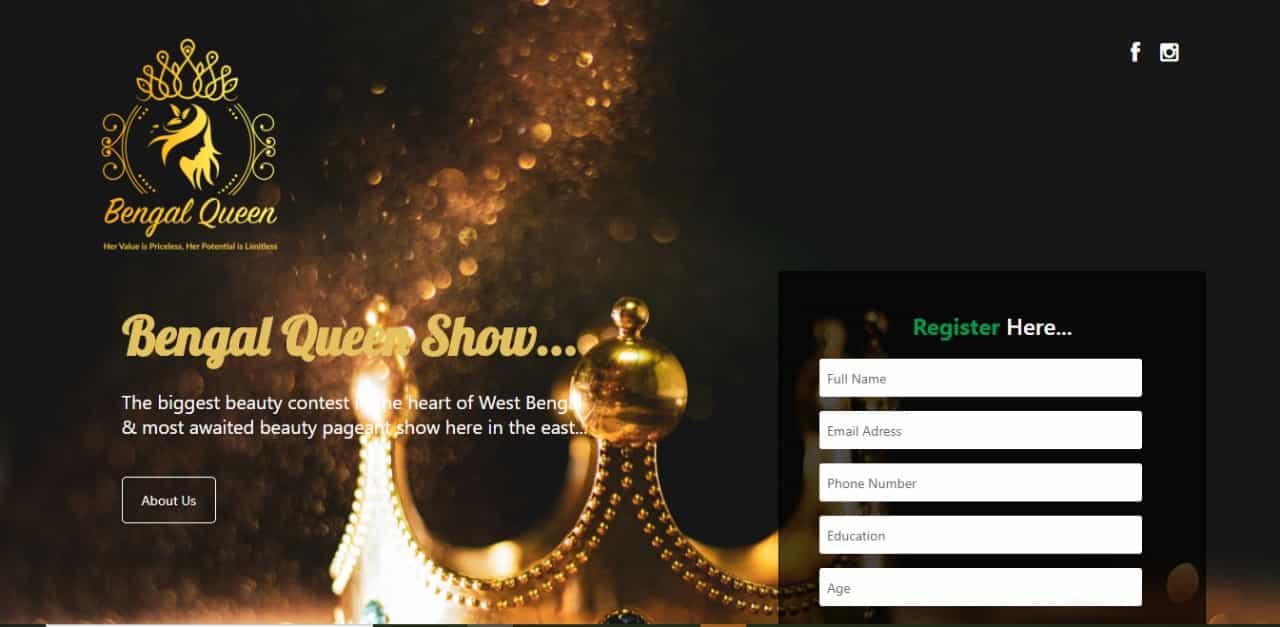 Bengal Queen
Her Value is Priceless, Her Potential is Limitless
Bengal Queen Show...
The biggest beauty contest in the heart of West Bengal
& most awaited beauty pageant show here in the east...
About Us
Register Here...
Full Name
Email Adress
Phone Number
Education
Age